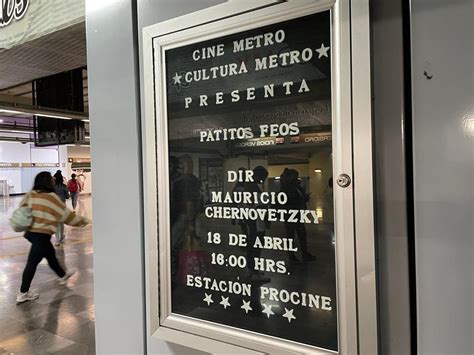 CINE METRO
★CULTURA METRO★
PRESENTA
PATITOS FEOS
DIR
MAURICIO
CHERNOVETZKY
18 DE ABRIL
16:00 HRS.
ESTACIÓN PROCINE
★★★★★